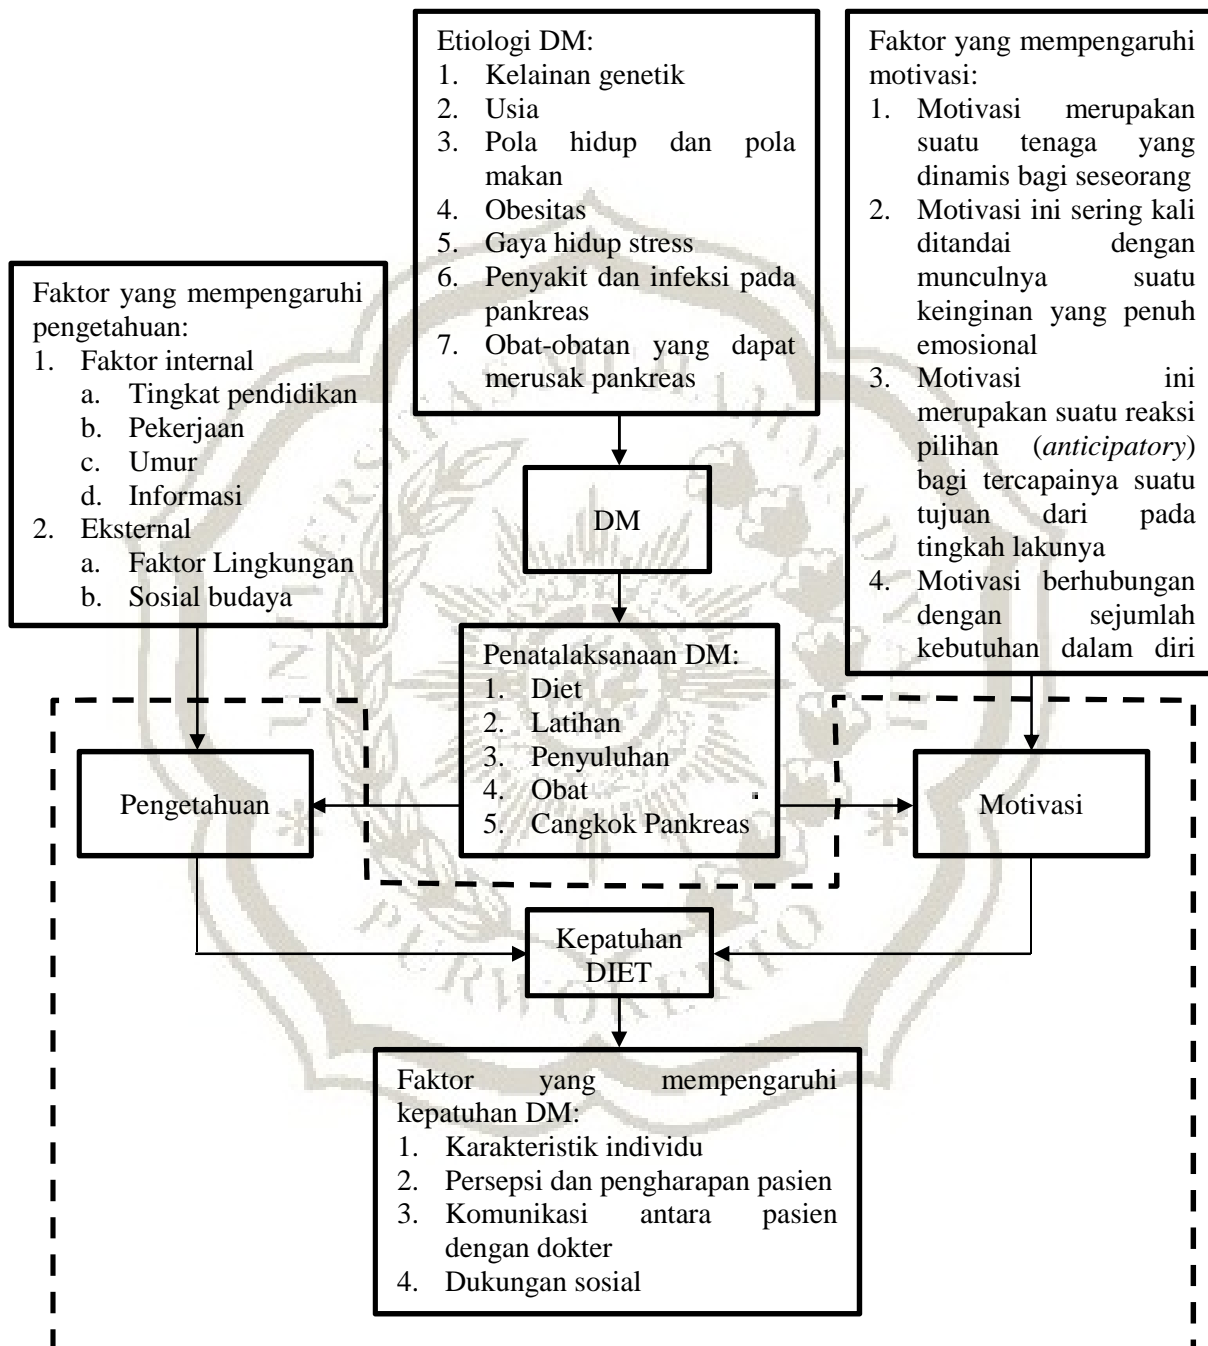 Etiologi DM:
1. Kelainan genetik
2. Usia
3. Pola hidup dan pola
makan
4. Obesitas
5. Gaya hidup stress
6. Penyakit dan infeksi pada
pankreas
7. Obat-obatan yang dapat
merusak pankreas
Faktor yang mempengaruhi
motivasi:
1. Motivasi merupakan
suatu tenaga yang
dinamis bagi seseorang
2. Motivasi ini sering kali
ditandai dengan
munculnya suatu
keinginan yang penuh
emosional
3. Motivasi ini
merupakan suatu reaksi
pilihan (anticipatory)
bagi tercapainya suatu
tujuan dari pada
tingkah lakunya
4. Motivasi berhubungan
dengan sejumlah
kebutuhan dalam diri
Faktor yang mempengaruhi
pengetahuan:
1. Faktor internal
a. Tingkat pendidikan
b. Pekerjaan
c. Umur
d. Informasi
2. Eksternal
a. Faktor Lingkungan
b. Sosial budaya
DM
Penatalaksanaan DM:
1. Diet
2. Latihan
3. Penyuluhan
4. Obat
5. Cangkok Pankreas
Pengetahuan
Motivasi
Kepatuhan
DIET
Faktor yang mempengaruhi
kepatuhan DM:
1. Karakteristik individu
2. Persepsi dan pengharapan pasien
3. Komunikasi antara pasien
dengan dokter
4. Dukungan sosial
PURWOKERTO